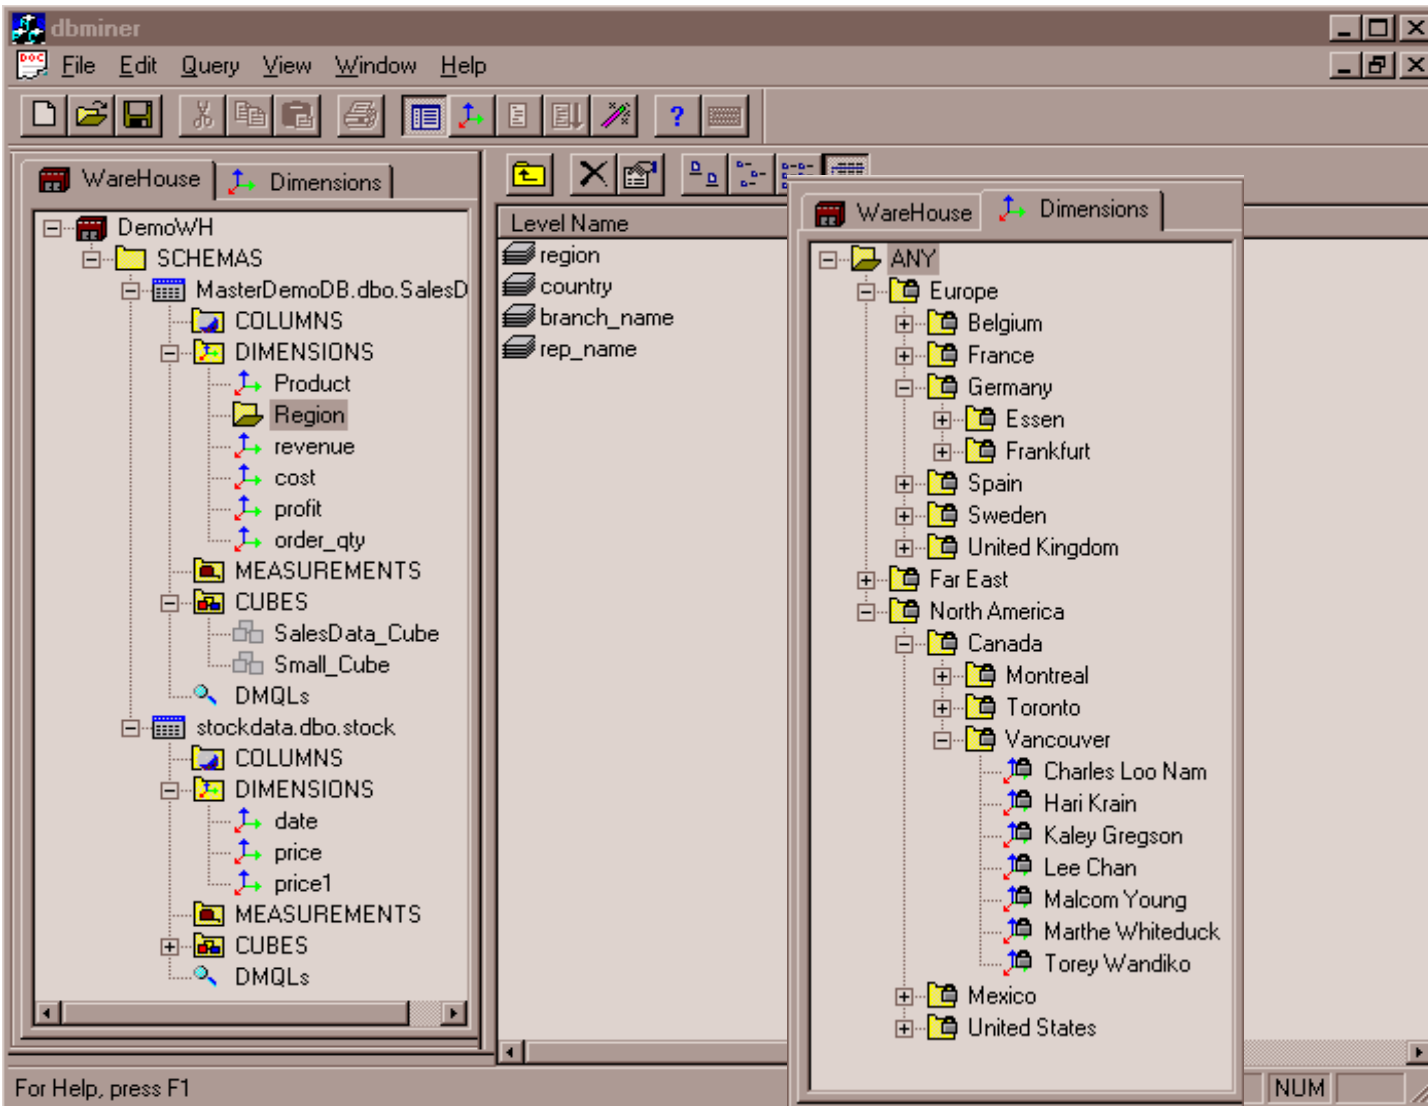 dbminer
File Edit Query View Window Help
WareHouse Dimensions
DemoWH
SCHEMAS
MasterDemoDB.dbo.SalesD
COLUMNS
DIMENSIONS
Product
Region
revenue
cost
profit
order_qty
MEASUREMENTS
CUBES
SalesData_Cube
Small_Cube
DMQLs
stockdata.dbo.stock
COLUMNS
DIMENSIONS
date
price
price1
MEASUREMENTS
CUBES
DMQLs
Level Name
region
country
branch_name
rep_name
WareHouse Dimensions
ANY
Europe
Belgium
France
Germany
Essen
Frankfurt
Spain
Sweden
United Kingdom
Far East
North America
Canada
Montreal
Toronto
Vancouver
Charles Loo Nam
Hari Krain
Kaley Gregson
Lee Chan
Malcom Young
Marthe Whiteduck
Torey Wandiko
Mexico
United States
For Help, press F1
NUM